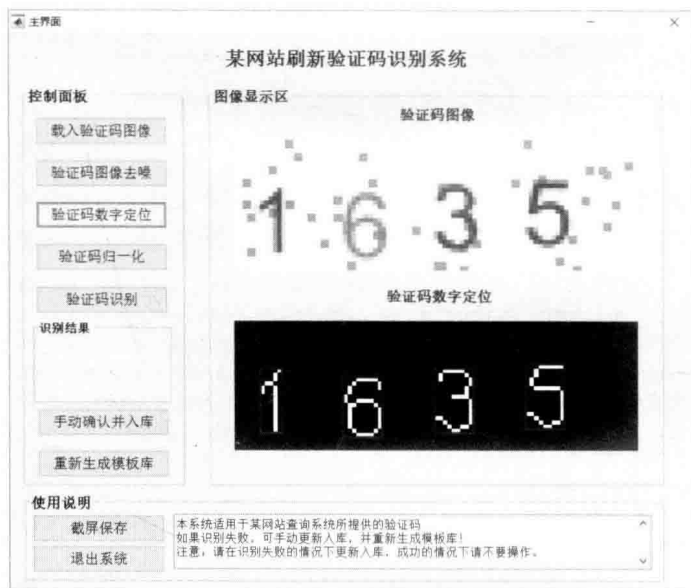 主界面
某网站刷新验证码识别系统
控制面板
载入验证码图像
验证码图像去噪
验证码数字定位
验证码归一化
验证码识别
识别结果
手动确认并入库
重新生成模板库
图像显示区
验证码图像
1635
验证码数字定位
1635
使用说明
截屏保存
退出系统
本系统适用于某网站查询系统所提供的验证码
如果识别失败，可手动更新入库，并重新生成模板库！
注意，请在识别失败的情况下更新入库，成功的情况下请不要操作。